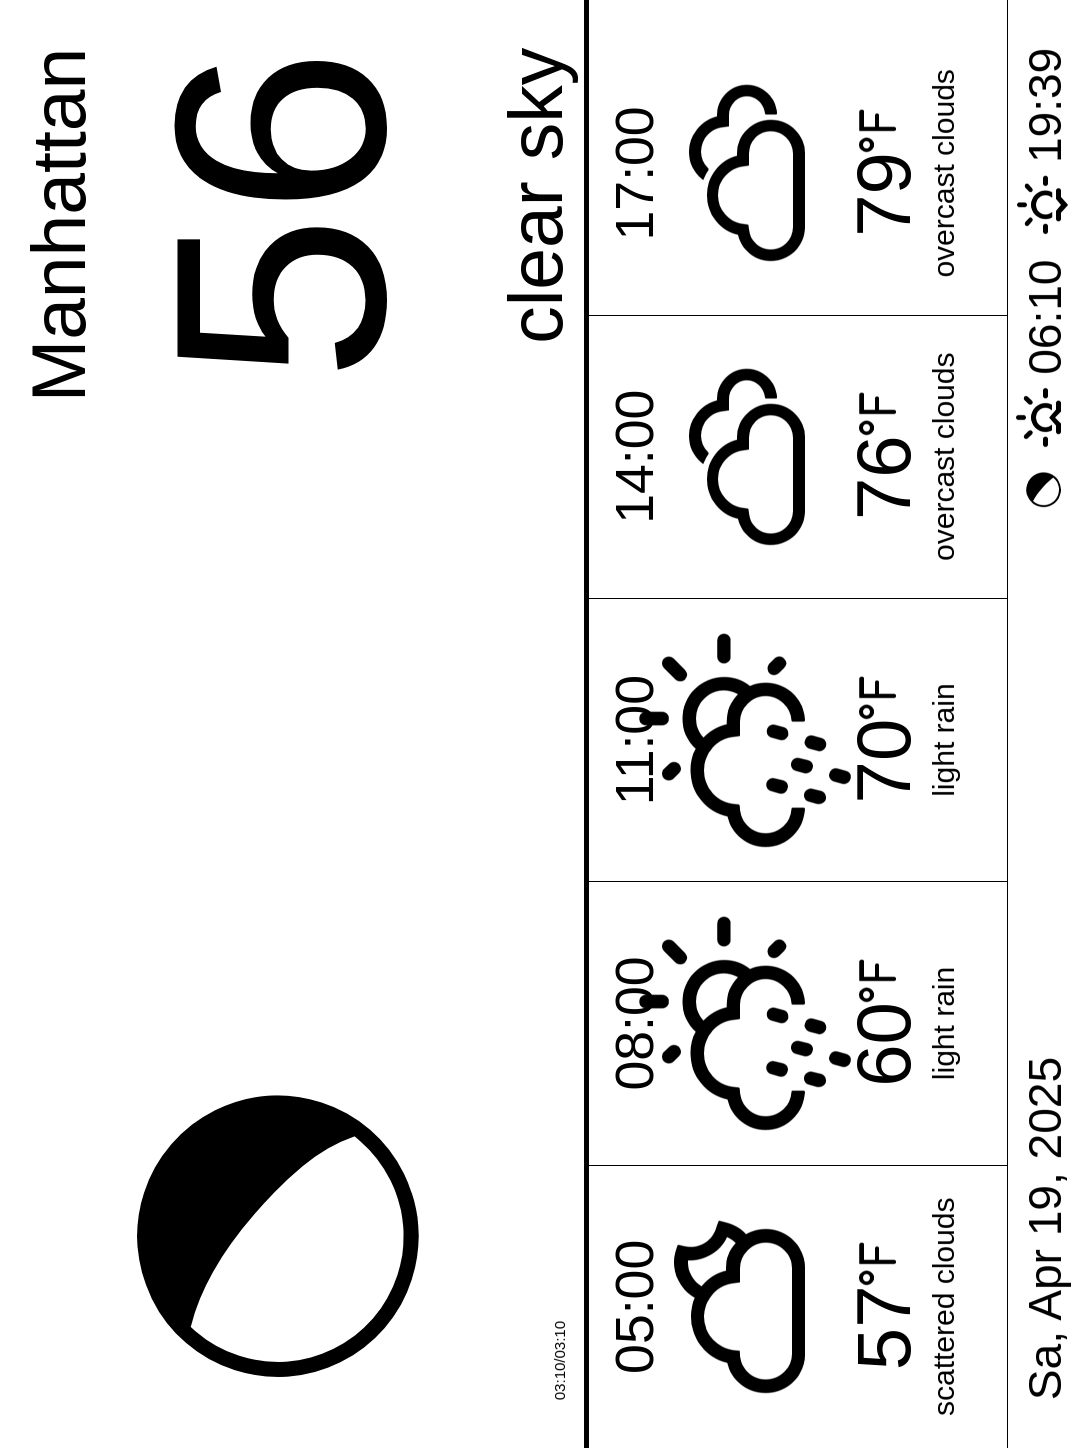 Manhattan
56
clear sky
03:10/03:10
05:00 08:00 11:00 14:00 17:00
57°F 60°F 70°F 76°F 79°F
scattered clouds light rain light rain overcast clouds overcast clouds
Sa, Apr 19, 2025 06:10 19:39